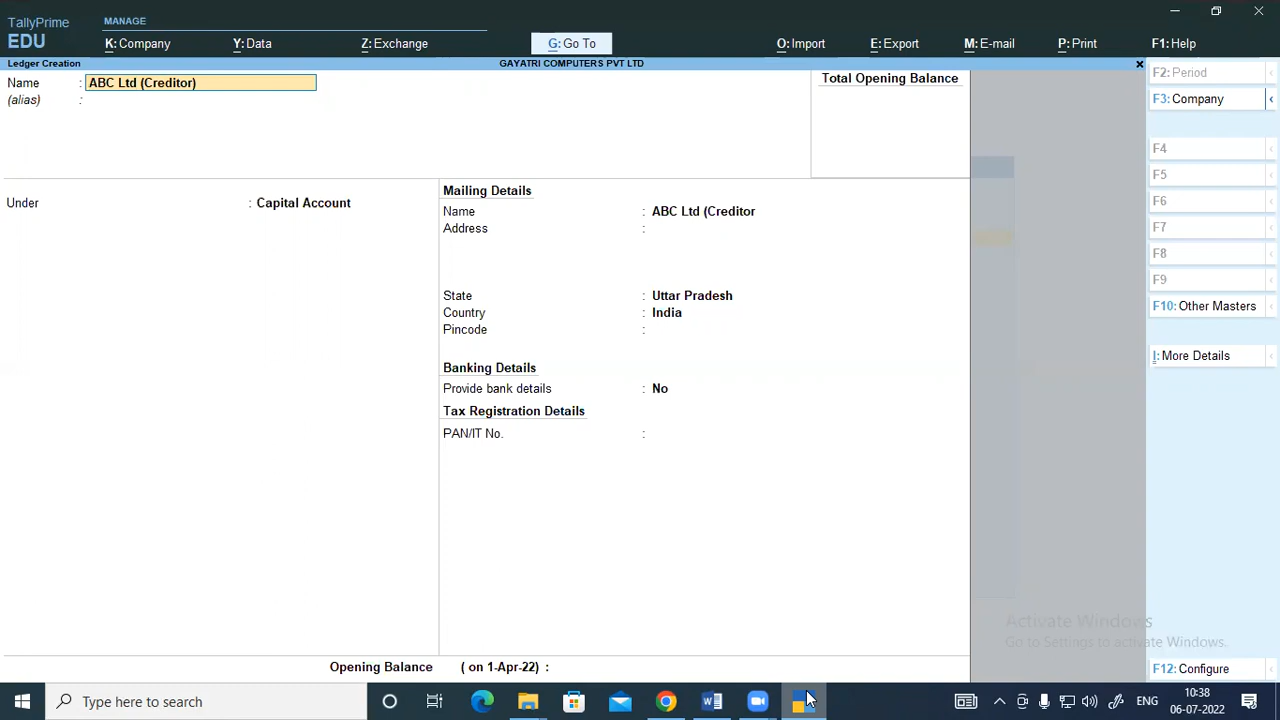 TallyPrime
EDU
MANAGE
K: Company
Y: Data
Z: Exchange
G: Go To
O: Import
E: Export
M: E-mail
P: Print
F1: Help
Ledger Creation
GAYATRI COMPUTERS PVT LTD
×
Name : ABC Ltd (Creditor)
(alias) :
Total Opening Balance
Under : Capital Account
Mailing Details
Name : ABC Ltd (Creditor
Address :
State : Uttar Pradesh
Country : India
Pincode :
Banking Details
Provide bank details : No
Tax Registration Details
PAN/IT No. :
Opening Balance ( on 1-Apr-22) :
F2: Period
F3: Company
F4
F5
F6
F7
F8
F9
F10: Other Masters
I: More Details
Activate Windows
Go to Settings to activate Windows.
F12: Configure
Type here to search
ENG
10:38
06-07-2022